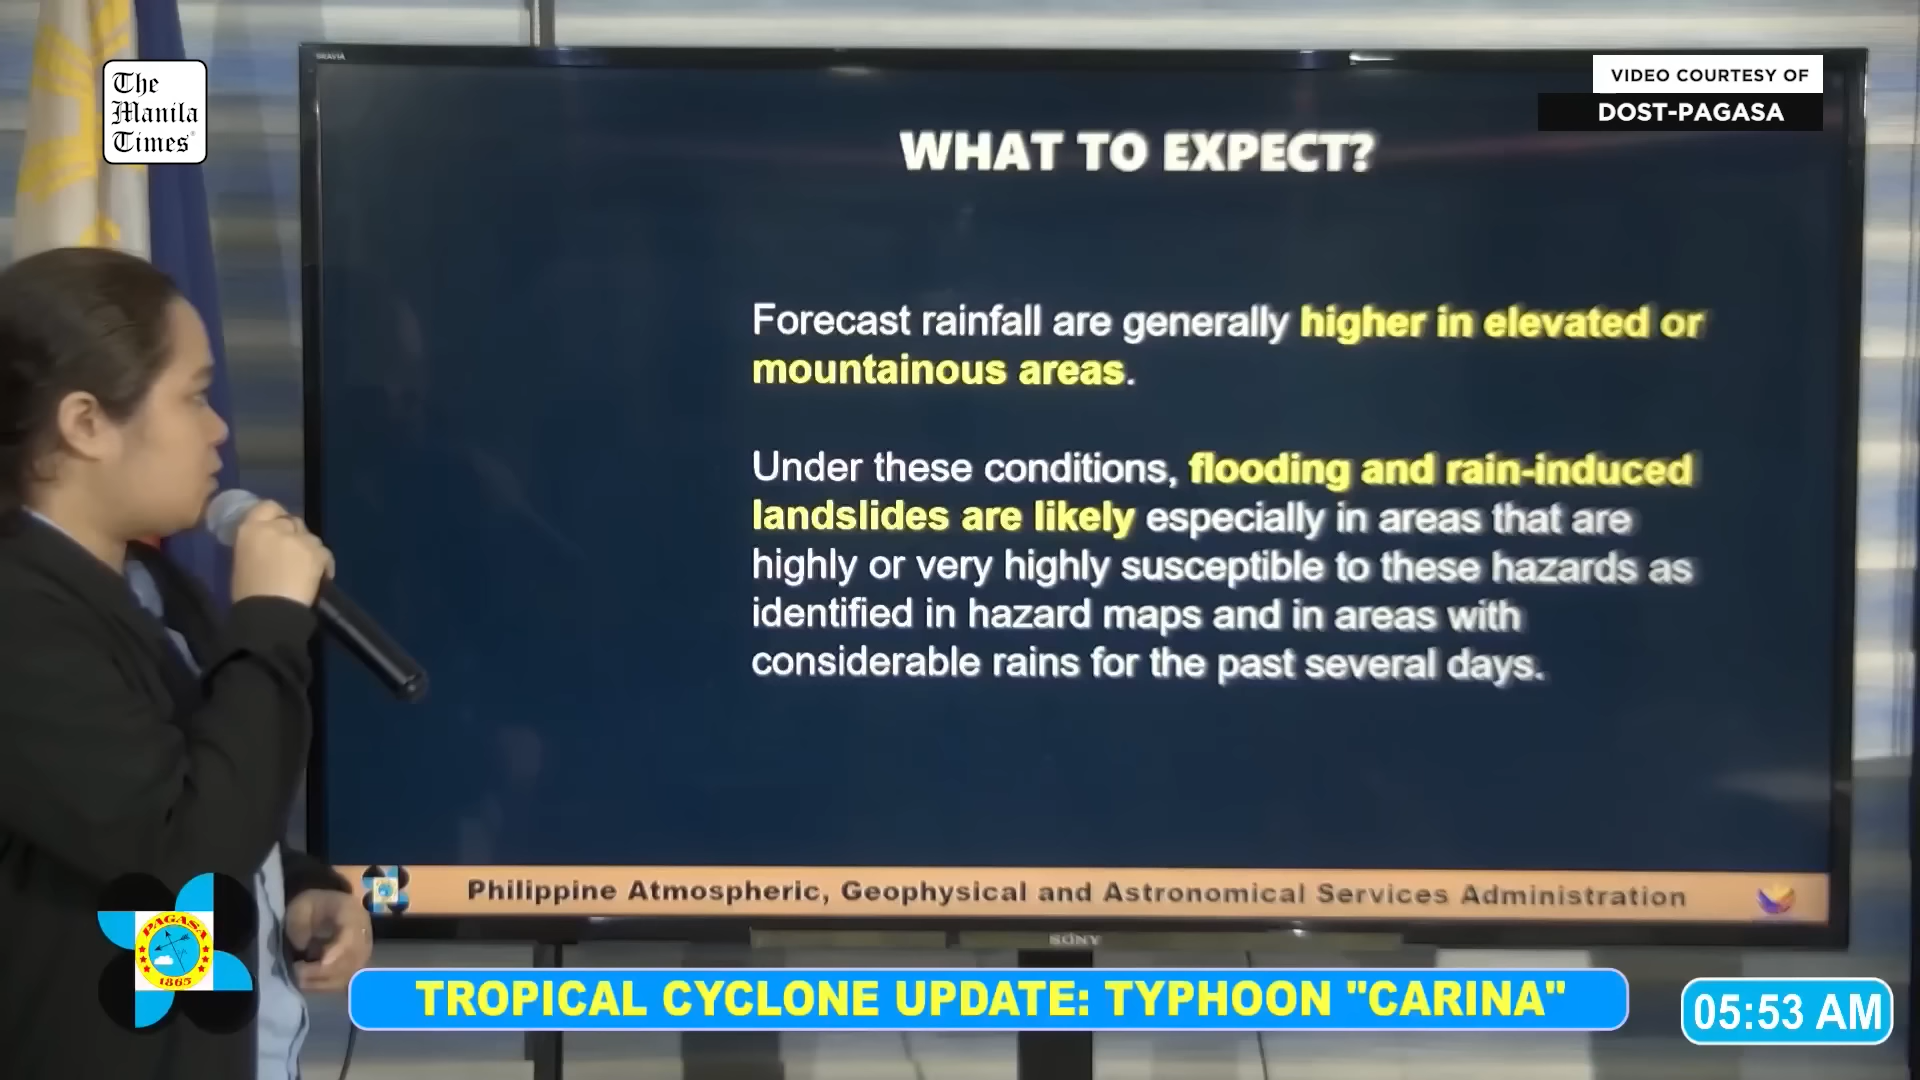 The
Manila
Times
VIDEO COURTESY OF
DOST-PAGASA
BRAVIA
WHAT TO EXPECT?
Forecast rainfall are generally higher in elevated or
mountainous areas.
Under these conditions, flooding and rain-induced
landslides are likely especially in areas that are
highly or very highly susceptible to these hazards as
identified in hazard maps and in areas with
considerable rains for the past several days.
Philippine Atmospheric, Geophysical and Astronomical Services Administration
SONY
PAGASA
1865
TROPICAL CYCLONE UPDATE: TYPHOON "CARINA"
05:53 AM